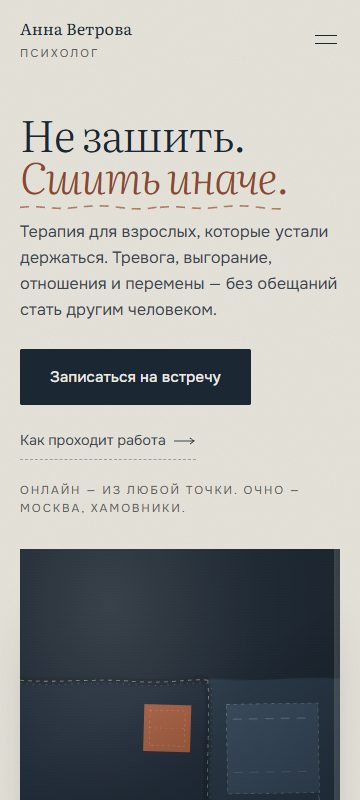 Анна Ветрова
ПСИХОЛОГ
Не зашить.
Сшить иначе.
Терапия для взрослых, которые устали
держаться. Тревога, выгорание,
отношения и перемены — без обещаний
стать другим человеком.
Записаться на встречу
Как проходит работа →
ОНЛАЙН — ИЗ ЛЮБОЙ ТОЧКИ. ОЧНО —
МОСКВА, ХАМОВНИКИ.